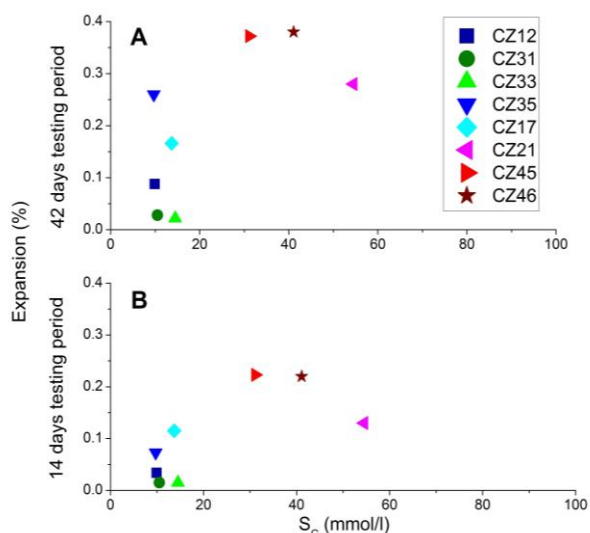 A
0.4
0.3
0.2
0.1
0.0
0 20 40 60 80 100
42 days testing period
CZ12
CZ31
CZ33
CZ35
CZ17
CZ21
CZ45
CZ46
Expansion (%)
B
0.4
0.3
0.2
0.1
0.0
0 20 40 60 80 100
14 days testing period
S_C (mmol/l)